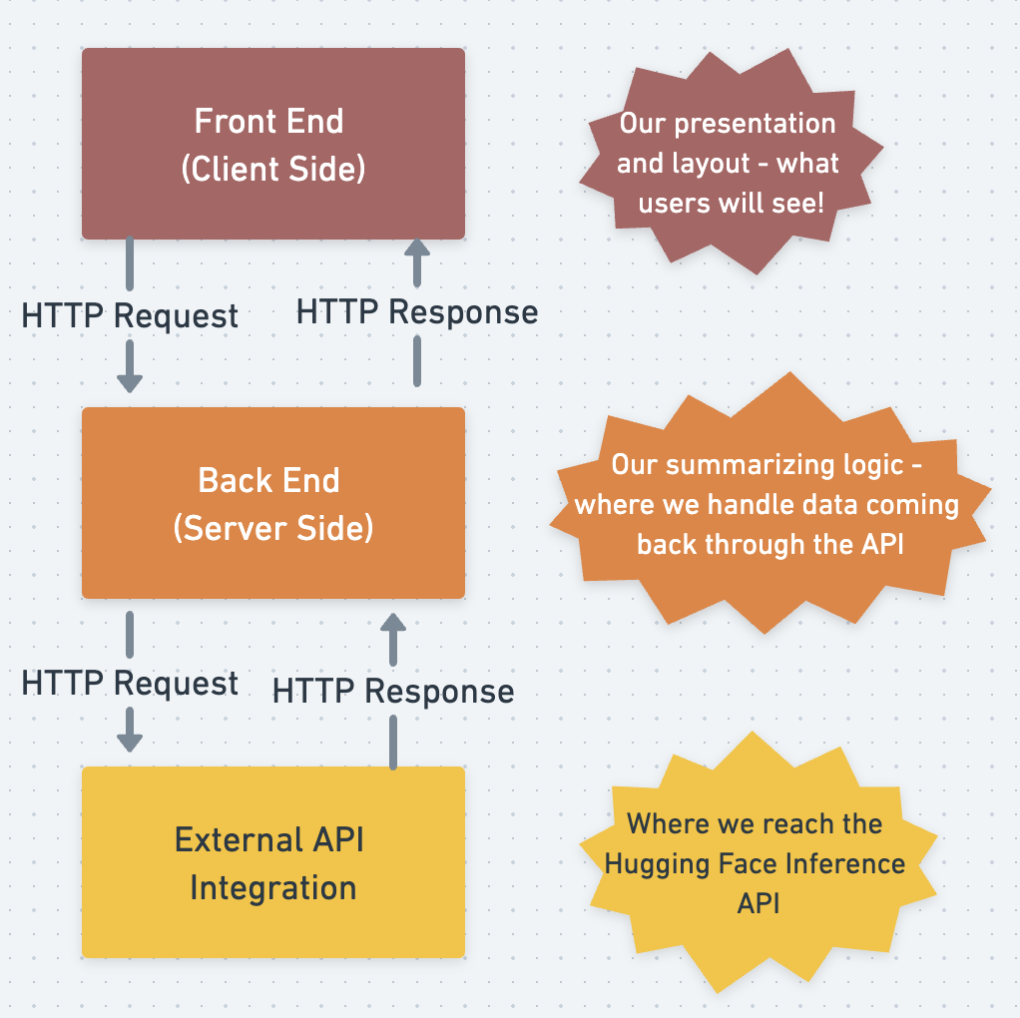 Front End
(Client Side)
Our presentation
and layout - what
users will see!
HTTP Request
HTTP Response
Back End
(Server Side)
Our summarizing logic -
where we handle data coming
back through the API
HTTP Request
HTTP Response
External API
Integration
Where we reach the
Hugging Face Inference
API